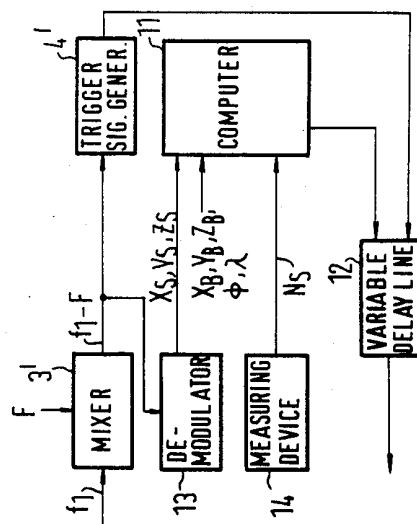 f1
F
MIXER
3'
f1-F
TRIGGER
SIG. GENER.
4'
DE-
MODULATOR
13
XS, VS, ZS
XB, YB, ZB,
Φ, λ
COMPUTER
11
MEASURING
DEVICE
14
NS
VARIABLE
DELAY LINE
12